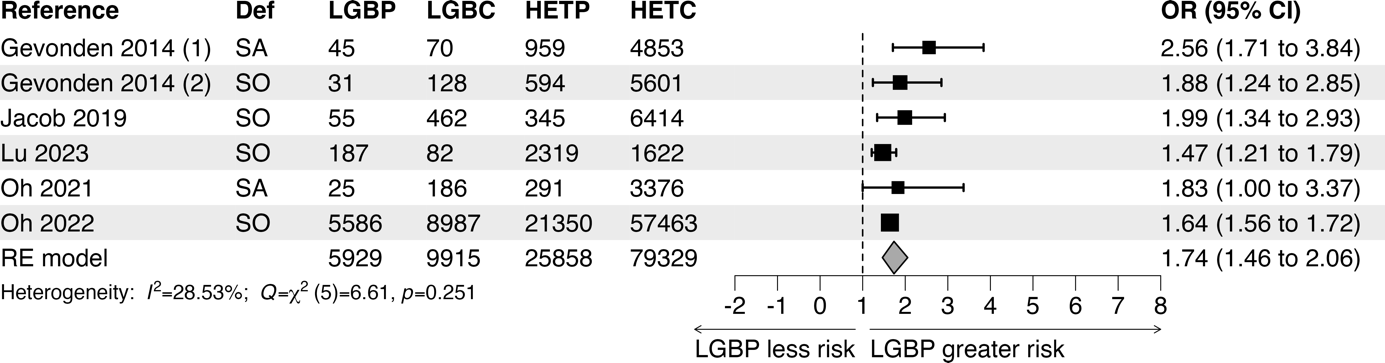 Reference Def LGBP LGBC HETP HETC OR (95% CI)
Gevonden 2014 (1) SA 45 70 959 4853 2.56 (1.71 to 3.84)
Gevonden 2014 (2) SO 31 128 594 5601 1.88 (1.24 to 2.85)
Jacob 2019 SO 55 462 345 6414 1.99 (1.34 to 2.93)
Lu 2023 SO 187 82 2319 1622 1.47 (1.21 to 1.79)
Oh 2021 SA 25 186 291 3376 1.83 (1.00 to 3.37)
Oh 2022 SO 5586 8987 21350 57463 1.64 (1.56 to 1.72)
RE model 5929 9915 25858 79329 1.74 (1.46 to 2.06)
Heterogeneity: I²=28.53%; Q=χ² (5)=6.61, p=0.251
-2 -1 0 1 2 3 4 5 6 7 8
LGBP less risk LGBP greater risk